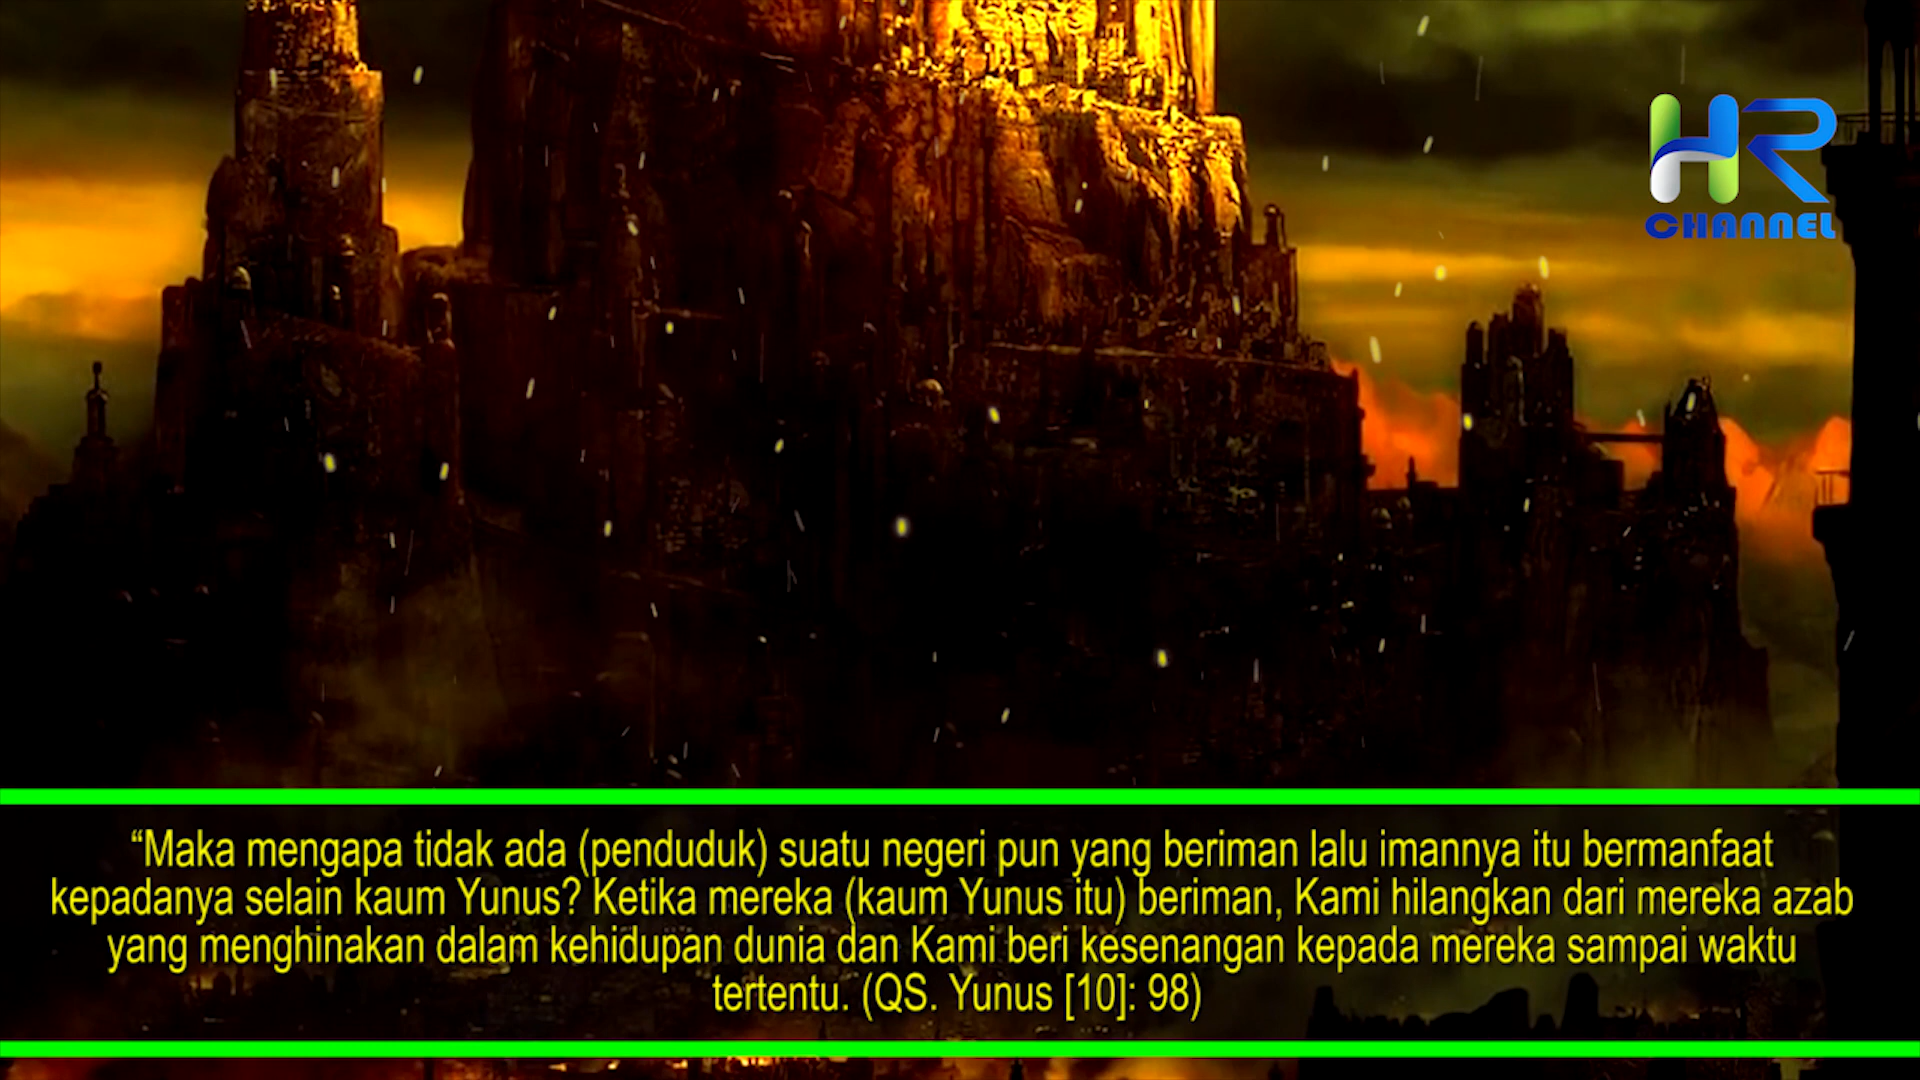 HR
CHANNEL
“Maka mengapa tidak ada (penduduk) suatu negeri pun yang beriman lalu imannya itu bermanfaat
kepadanya selain kaum Yunus? Ketika mereka (kaum Yunus itu) beriman, Kami hilangkan dari mereka azab
yang menghinakan dalam kehidupan dunia dan Kami beri kesenangan kepada mereka sampai waktu
tertentu. (QS. Yunus [10]: 98)